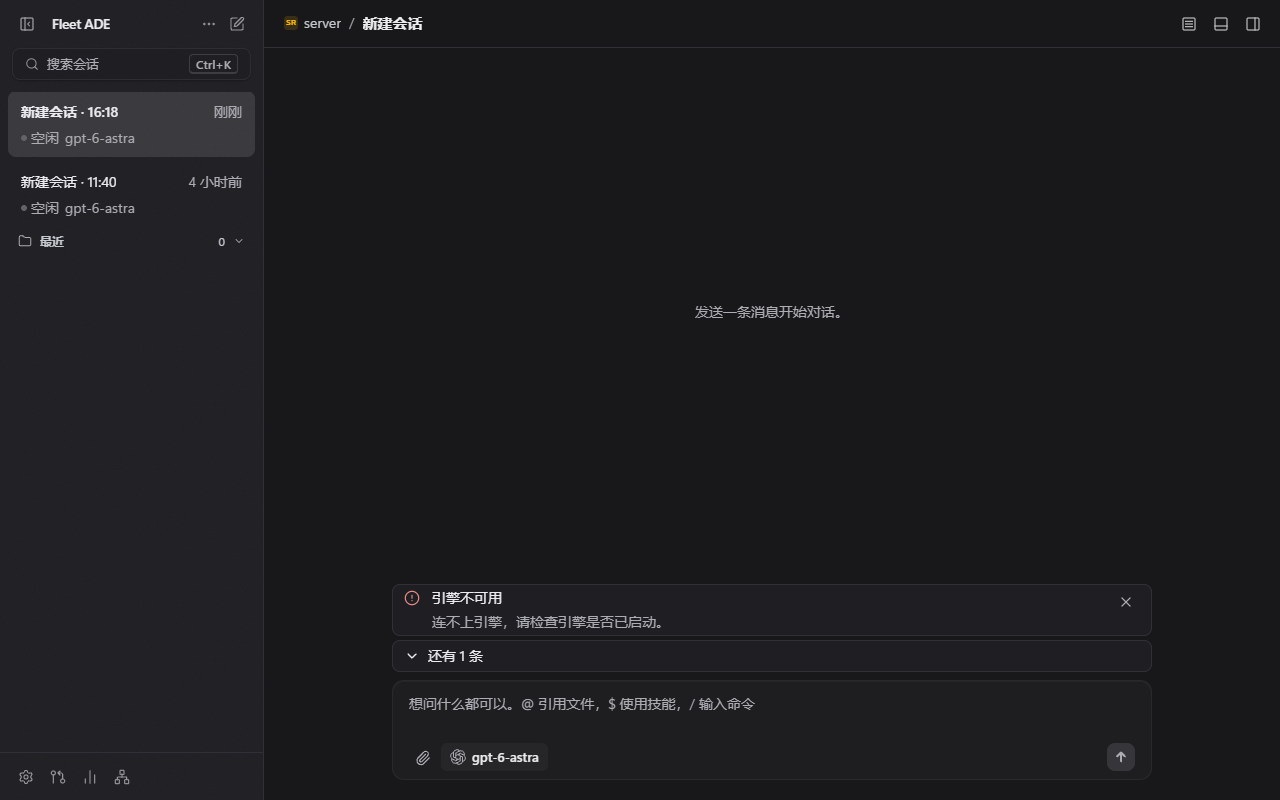 Fleet ADE
搜索会话 Ctrl+K
新建会话 · 16:18 刚刚
空闲 gpt-6-astra
新建会话 · 11:40 4 小时前
空闲 gpt-6-astra
最近 0
SR server / 新建会话
发送一条消息开始对话。
引擎不可用
连不上引擎，请检查引擎是否已启动。
还有 1 条
想问什么都可以。@ 引用文件，$ 使用技能，/ 输入命令
gpt-6-astra